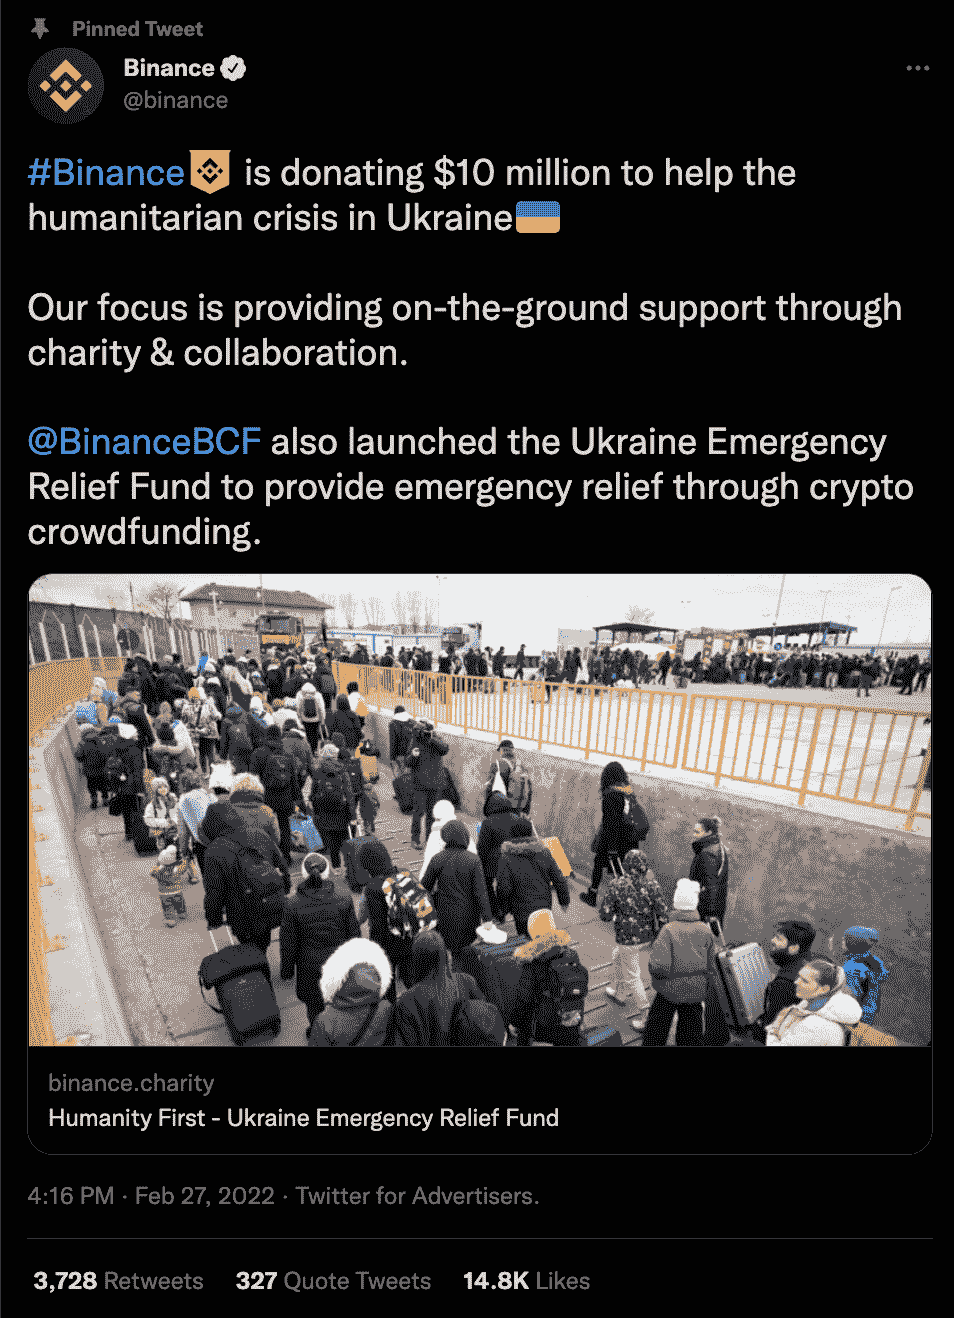 Pinned Tweet
Binance
@binance
#Binance is donating $10 million to help the
humanitarian crisis in Ukraine
Our focus is providing on-the-ground support through
charity & collaboration.
@BinanceBCF also launched the Ukraine Emergency
Relief Fund to provide emergency relief through crypto
crowdfunding.
binance.charity
Humanity First - Ukraine Emergency Relief Fund
4:16 PM · Feb 27, 2022 · Twitter for Advertisers.
3,728 Retweets 327 Quote Tweets 14.8K Likes